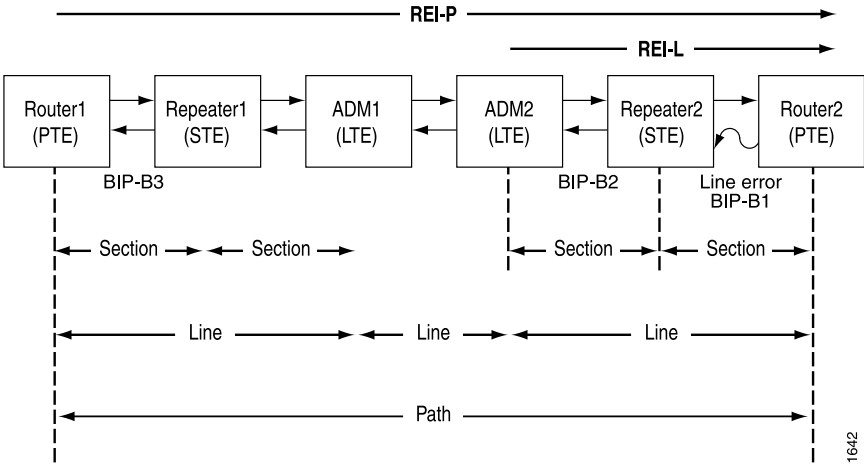 REI-P
REI-L
Router1
(PTE)
Repeater1
(STE)
ADM1
(LTE)
ADM2
(LTE)
Repeater2
(STE)
Router2
(PTE)
BIP-B3
BIP-B2
Line error
BIP-B1
Section
Section
Section
Section
Line
Line
Line
Path
1642